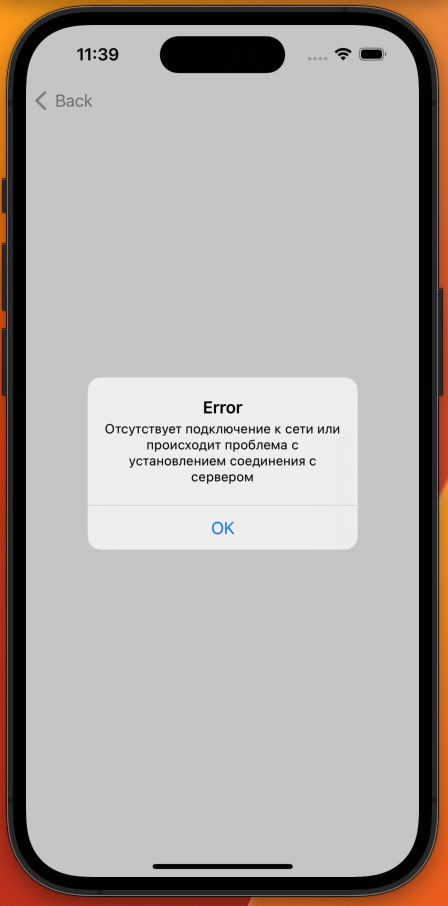 11:39
Back
Error
Отсутствует подключение к сети или
происходит проблема с
установлением соединения с
сервером
OK